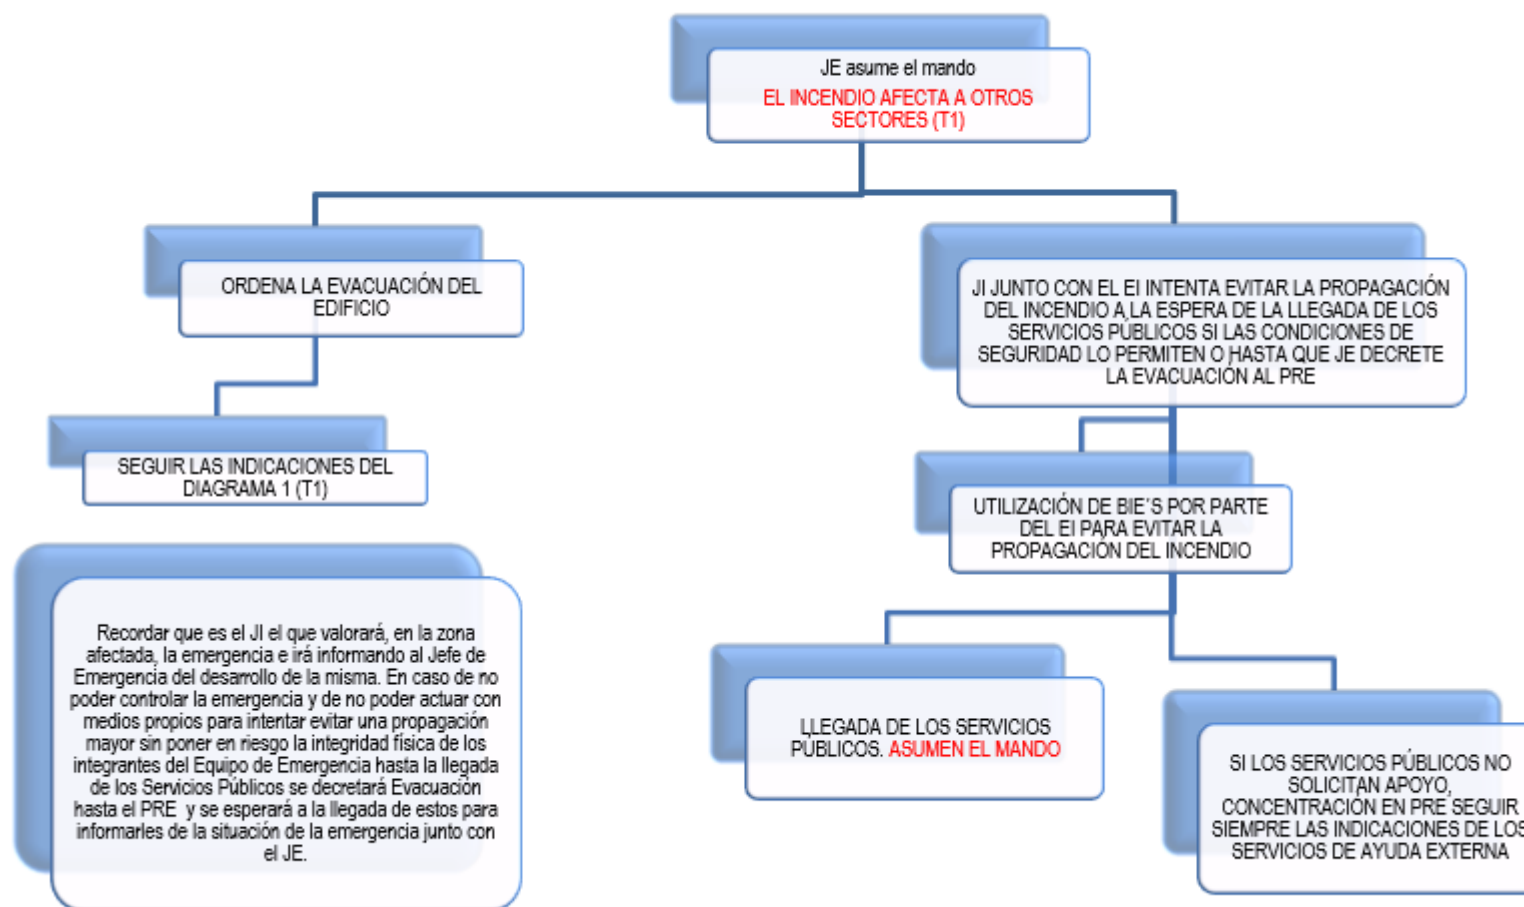 JE asume el mando
EL INCENDIO AFECTA A OTROS
SECTORES (T1)
ORDENA LA EVACUACIÓN DEL
EDIFICIO
JI JUNTO CON EL EI INTENTA EVITAR LA PROPAGACIÓN
DEL INCENDIO A LA ESPERA DE LA LLEGADA DE LOS
SERVICIOS PÚBLICOS SI LAS CONDICIONES DE
SEGURIDAD LO PERMITEN O HASTA QUE JE DECRETE
LA EVACUACIÓN AL PRE
SEGUIR LAS INDICACIONES DEL
DIAGRAMA 1 (T1)
UTILIZACIÓN DE BIE´S POR PARTE
DEL EI PARA EVITAR LA
PROPAGACIÓN DEL INCENDIO
Recordar que es el JI el que valorará, en la zona
afectada, la emergencia e irá informando al Jefe de
Emergencia del desarrollo de la misma. En caso de no
poder controlar la emergencia y de no poder actuar con
medios propios para intentar evitar una propagación
mayor sin poner en riesgo la integridad física de los
integrantes del Equipo de Emergencia hasta la llegada
de los Servicios Públicos se decretará Evacuación
hasta el PRE y se esperará a la llegada de estos para
informarles de la situación de la emergencia junto con
el JE.
LLEGADA DE LOS SERVICIOS
PÚBLICOS. ASUMEN EL MANDO
SI LOS SERVICIOS PÚBLICOS NO
SOLICITAN APOYO,
CONCENTRACIÓN EN PRE SEGUIR
SIEMPRE LAS INDICACIONES DE LOS
SERVICIOS DE AYUDA EXTERNA